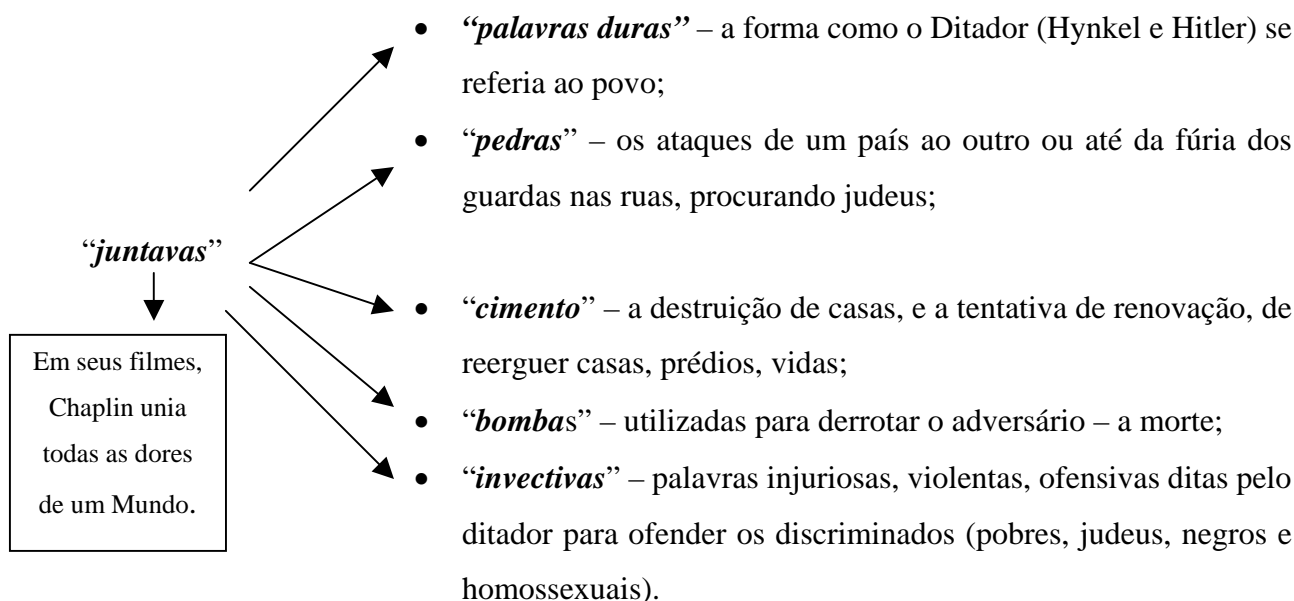 • “palavras duras” – a forma como o Ditador (Hynkel e Hitler) se
referia ao povo;
• “pedras” – os ataques de um país ao outro ou até da fúria dos
guardas nas ruas, procurando judeus;
“juntavas”
• “cimento” – a destruição de casas, e a tentativa de renovação, de
reerguer casas, prédios, vidas;
• “bombas” – utilizadas para derrotar o adversário – a morte;
• “invectivas” – palavras injuriosas, violentas, ofensivas ditas pelo
ditador para ofender os discriminados (pobres, judeus, negros e
homossexuais).
Em seus filmes,
Chaplin unia
todas as dores
de um Mundo.